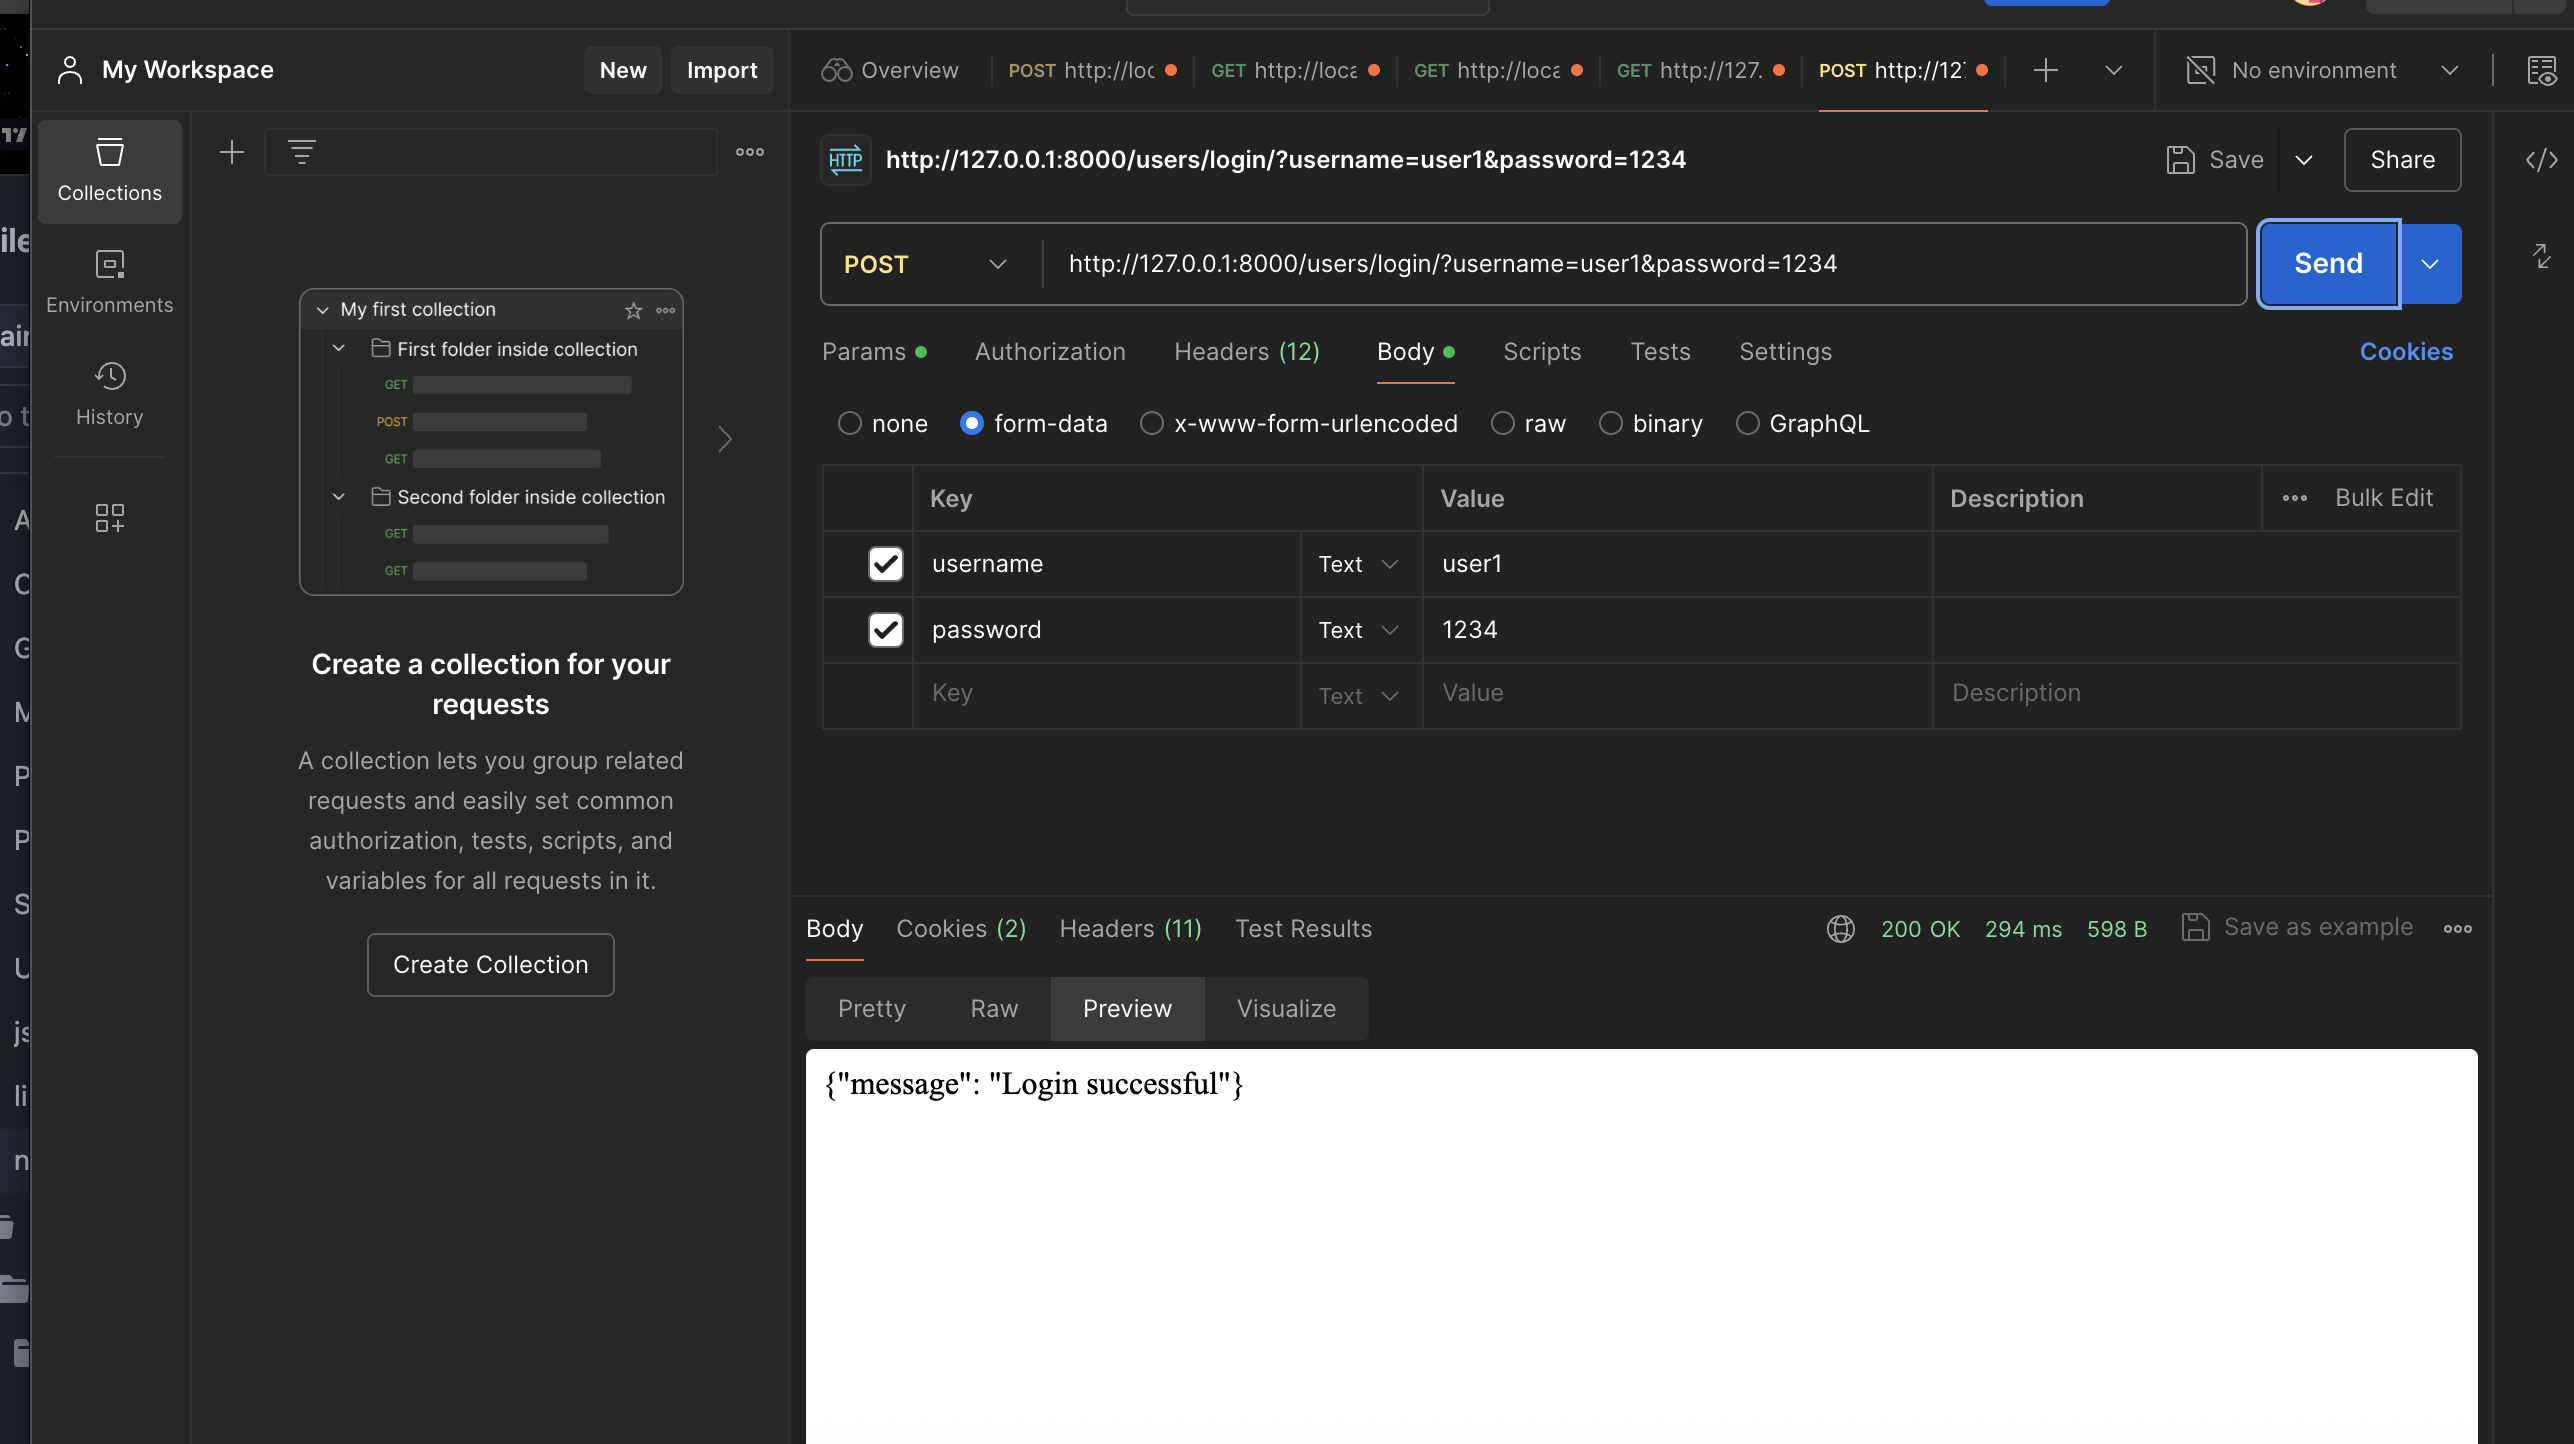 My Workspace
New
Import
Overview
POST http://loc
GET http://loca
GET http://loca
GET http://127.
POST http://127
No environment
Collections
Environments
History
HTTP
http://127.0.0.1:8000/users/login/?username=user1&password=1234
Save
Share
POST
http://127.0.0.1:8000/users/login/?username=user1&password=1234
Send
Params
Authorization
Headers (12)
Body
Scripts
Tests
Settings
Cookies
none
form-data
x-www-form-urlencoded
raw
binary
GraphQL
Key
Value
Description
Bulk Edit
username
Text
user1
password
Text
1234
Key
Text
Value
Description
My first collection
First folder inside collection
GET
POST
GET
Second folder inside collection
GET
GET
Create a collection for your
requests
A collection lets you group related
requests and easily set common
authorization, tests, scripts, and
variables for all requests in it.
Create Collection
Body
Cookies (2)
Headers (11)
Test Results
200 OK
294 ms
598 B
Save as example
Pretty
Raw
Preview
Visualize
{"message": "Login successful"}